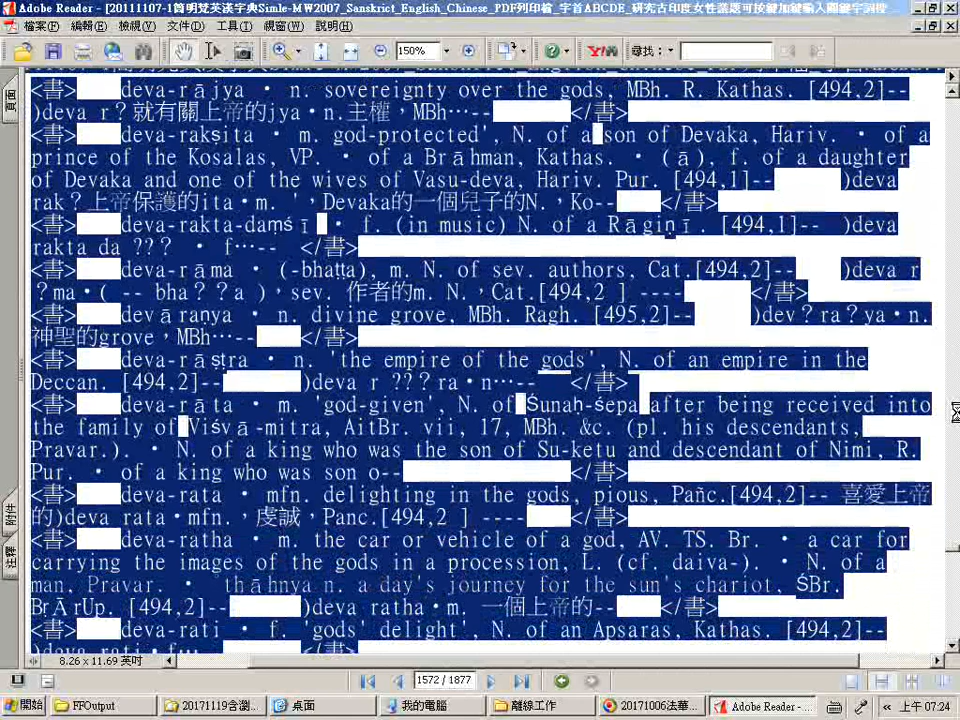 Adobe Reader - [20111107-1簡明梵英漢字典Simle-MW2007_Sanskrict_English_Chinese_PDF列印檔_字首ABCDE_研究古印度女性議題可按鍵加鍵輸入關鍵字詞搜
檔案(F) 編輯(E) 檢視(V) 文件(D) 工具(T) 視窗(W) 說明(H)
150% Y! 尋找：
頁面
附件
注釋
<書> deva-rājya • n. sovereignty over the gods, MBh. R. Kathas. [494,2]--
)deva r？就有關上帝的jya•n.主權，MBh…-- </書>
<書> deva-rakṣita • m. god-protected', N. of a son of Devaka, Hariv. • of a
prince of the Kosalas, VP. • of a Brāhman, Kathas. • (ā), f. of a daughter
of Devaka and one of the wives of Vasu-deva, Hariv. Pur. [494,1]-- )deva
rak？上帝保護的ita•m. '，Devaka的一個兒子的N.，Ko-- </書>
<書> deva-rakta-daṃśī • f. (in music) N. of a Rāgiṇī. [494,1]-- )deva
rakta da ??？ • f…-- </書>
<書> deva-rāma • (-bhaṭṭa), m. N. of sev. authors, Cat.[494,2]-- )deva r
？ma•( -- bha？？a )，sev. 作者的m. N.，Cat.[494,2 ] ---- </書>
<書> devāraṇya • n. divine grove, MBh. Ragh. [495,2]-- )dev？ra？ya•n.
神聖的grove，MBh…-- </書>
<書> deva-rāṣṭra • n. 'the empire of the gods', N. of an empire in the
Deccan. [494,2]-- )deva r ??？ra•n…-- </書>
<書> deva-rāta • m. 'god-given', N. of Śunaḥ-śepa after being received into
the family of Viśvā-mitra, AitBr. vii, 17, MBh. &c (pl. his descendants,
Pravar.). • N. of a king who was the son of Su-ketu and descendant of Nimi, R.
Pur. • of a king who was son o-- </書>
<書> deva-rata • mfn. delighting in the gods, pious, Pañc.[494,2]-- 喜愛上帝
的)deva rata•mfn.，虔誠，Panc.[494,2 ] ---- </書>
<書> deva-ratha • m. the car or vehicle of a god, AV. TS. Br. • a car for
carrying the images of the gods in a procession, L. (cf. daiva-). • N. of a
man, Pravar. • thāhnya n. a day's journey for the sun's chariot, ŚBr.
BrĀrUp. [494,2]-- )deva ratha•m. 一個上帝的-- </書>
<書> deva-rati • f. 'gods' delight', N. of an Apsaras, Kathas. [494,2]--
)deva rati•f…-- </書>
8.26 x 11.69 英吋
1572 / 1877
開始 FFOutput 20171119含瀏... 桌面 我的電腦 離線工作 20171006法華... Adobe Reader - [... 上午 07:24